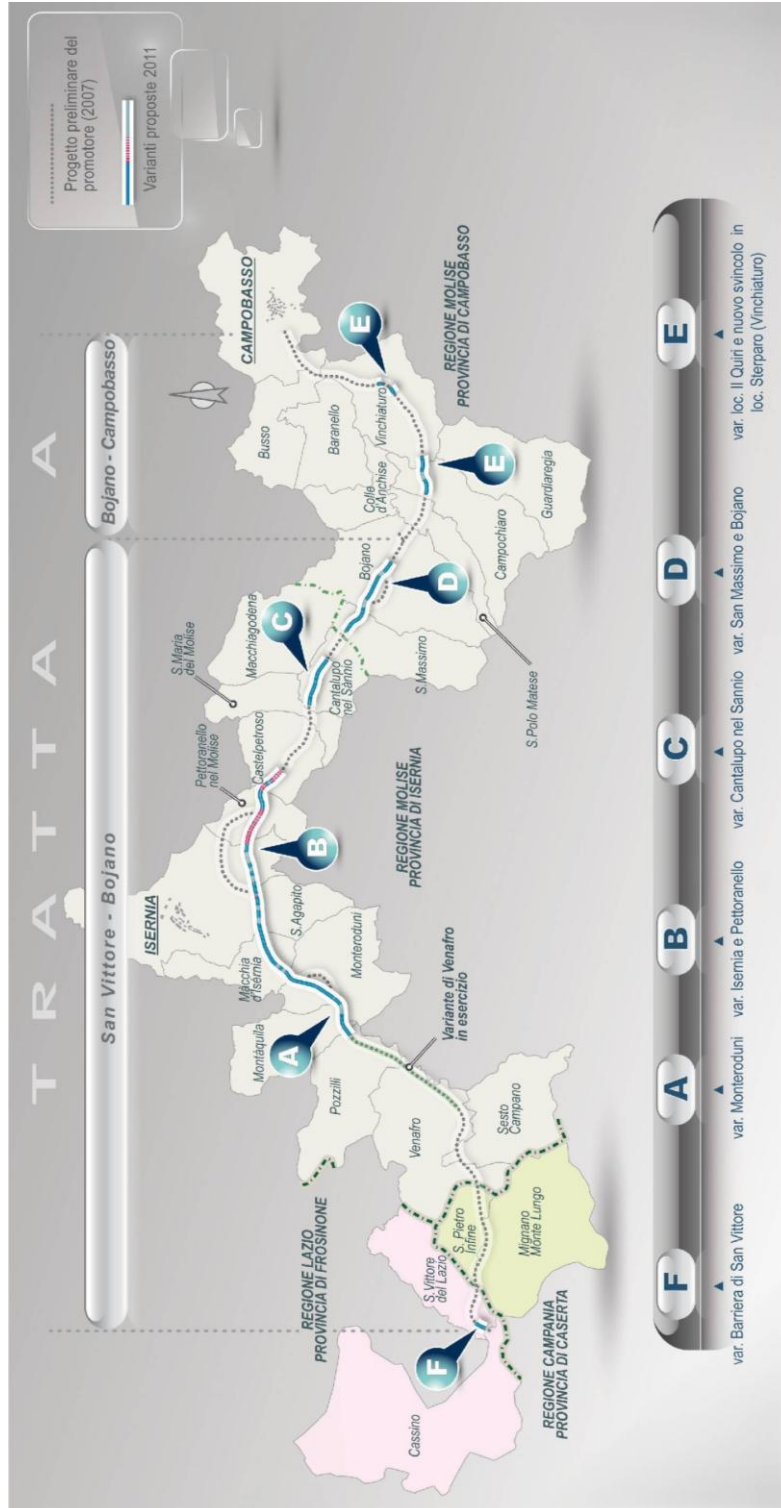 T R A T T A   A
San Vittore - Bojano
Bojano - Campobasso
Progetto preliminare del
promotore (2007)
Varianti proposte 2011
REGIONE LAZIO
PROVINCIA DI FROSINONE
REGIONE CAMPANIA
PROVINCIA DI CASERTA
REGIONE MOLISE
PROVINCIA DI ISERNIA
REGIONE MOLISE
PROVINCIA DI CAMPOBASSO
Cassino
F
S.Vittore
del Lazio
S. Pietro
Infine
Mignano
Monte Lungo
Sesto
Campano
Venafro
Pozzilli
Variante di Venafro
in esercizio
Montàquila
A
Monteroduni
Macchia
d'Isernia
S.Agapito
ISERNIA
B
Pettoranello
nel Molise
Castelpetroso
S.Maria
del Molise
Macchiagodena
C
Cantalupo
nel Sànnio
S.Massimo
S.Polo Matese
Bojano
D
Colle
d'Anchise
Campochiaro
Guardiaregia
E
Busso
Baranello
Vinchiaturo
E
CAMPOBASSO
F
A
B
C
D
E
var. Barriera di San Vittore
var. Monteroduni
var. Isernia e Pettoranello
var. Cantalupo nel Sannio
var. San Massimo e Bojano
var. loc. Il Quiri e nuovo svincolo in
loc. Sterparo (Vinchiaturo)